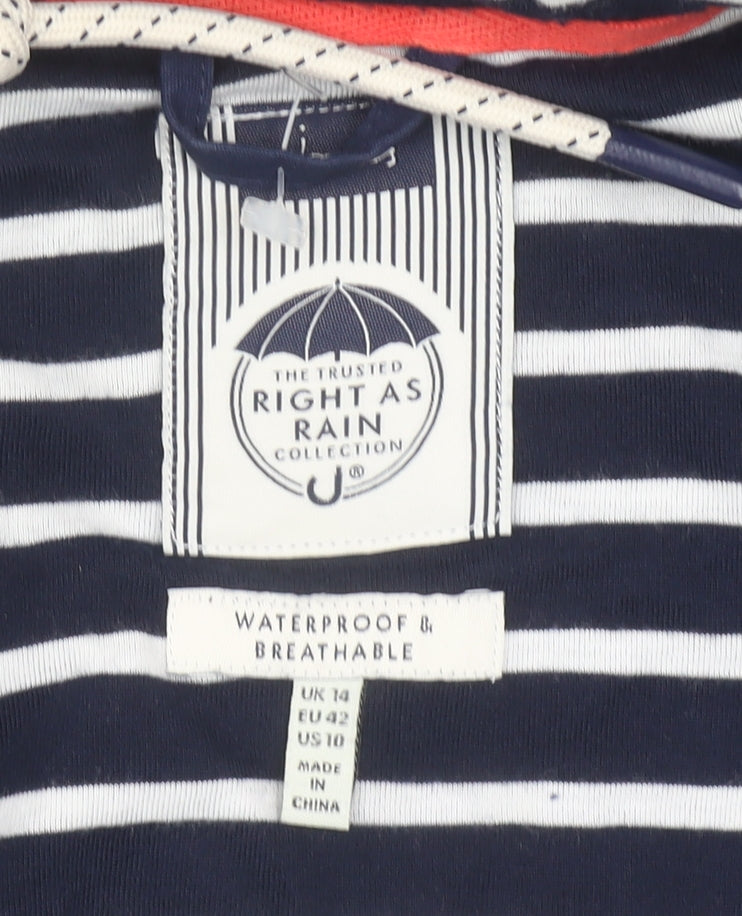 THE TRUSTED
RIGHT AS
RAIN
COLLECTION
®
WATERPROOF &
BREATHABLE
UK 14
EU 42
US 10
MADE
IN
CHINA